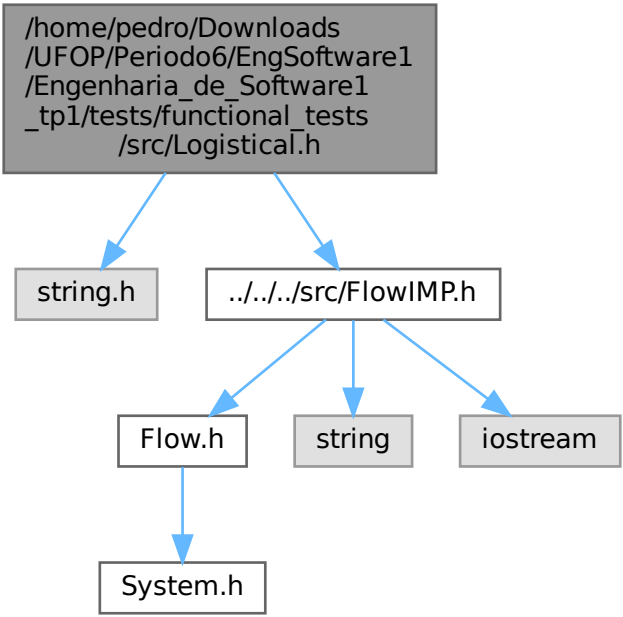 /home/pedro/Downloads
/UFOP/Periodo6/EngSoftware1
/Engenharia_de_Software1
_tp1/tests/functional_tests
/src/Logistical.h
string.h
../../../src/FlowIMP.h
Flow.h
string
iostream
System.h